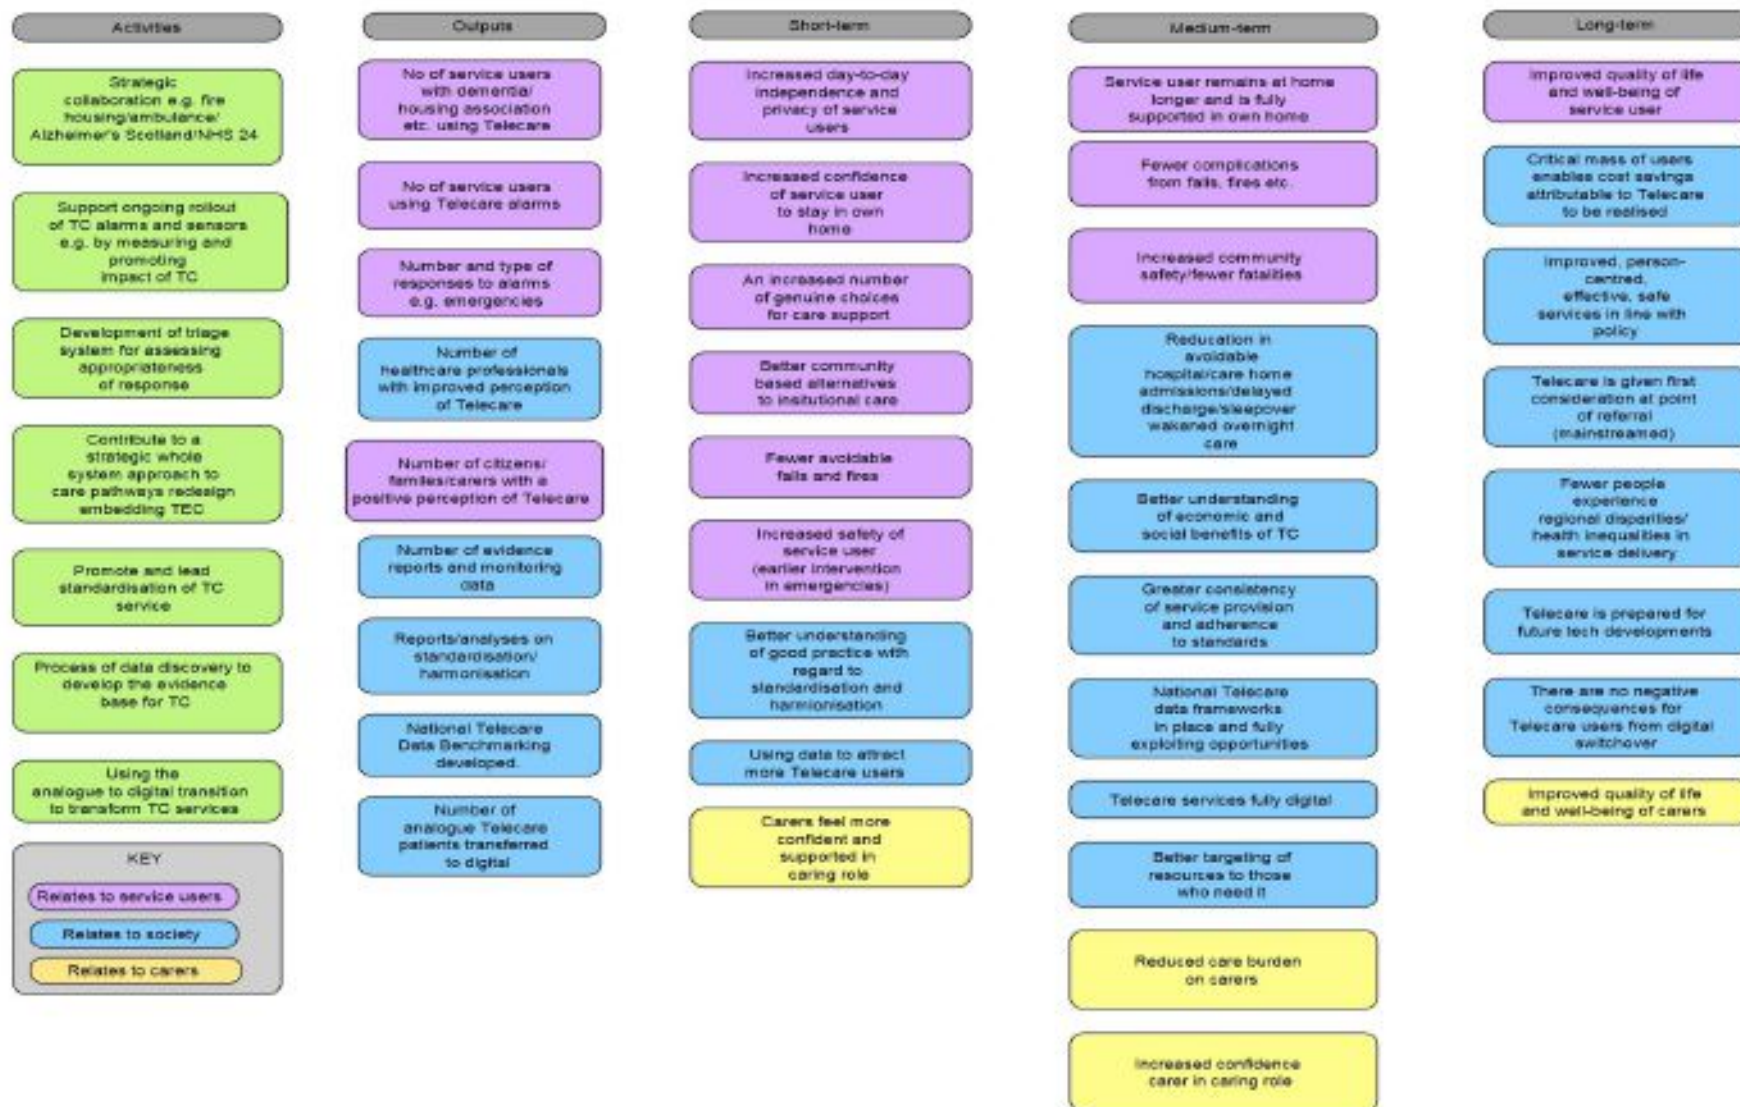 Activities
Strategic
collaboration e.g. fire
housing/ambulance/
Alzheimer's Scotland/NHS 24
Support ongoing rollout
of TC alarms and sensors
e.g. by measuring and
promoting
impact of TC
Development of triage
system for assessing
appropriateness
of response
Contribute to a
strategic whole
system approach to
care pathways redesign
embedding TEC
Promote and lead
standardisation of TC
service
Process of data discovery to
develop the evidence
base for TC
Using the
analogue to digital transition
to transform TC services
KEY
Relates to service users
Relates to society
Relates to carers
Outputs
No of service users
with dementia/
housing association
etc. using Telecare
No of service users
using Telecare alarms
Number and type of
responses to alarms
e.g. emergencies
Number of
healthcare professionals
with improved perception
of Telecare
Number of citizens/
families/carers with a
positive perception of Telecare
Number of evidence
reports and monitoring
data
Reports/analyses on
standardisation/
harmonisation
National Telecare
Data Benchmarking
developed.
Number of
analogue Telecare
patients transferred
to digital
Short-term
Increased day-to-day
independence and
privacy of service
users
Increased confidence
of service user
to stay in own
home
An increased number
of genuine choices
for care support
Better community
based alternatives
to insitutional care
Fewer avoidable
falls and fires
Increased safety of
service user
(earlier intervention
in emergencies)
Better understanding
of good practice with
regard to
standardisation and
harmionisation
Using data to attract
more Telecare users
Carers feel more
confident and
supported in
caring role
Medium-term
Service user remains at home
longer and is fully
supported in own home
Fewer complications
from falls, fires etc.
Increased community
safety/fewer fatalities
Reducation in
avoidable
hospital/care home
admissions/delayed
discharge/sleepover
wakened overnight
care
Better understanding
of economic and
social benefits of TC
Greater consistency
of service provision
and adherence
to standards
National Telecare
data frameworks
in place and fully
exploiting opportunities
Telecare services fully digital
Better targeting of
resources to those
who need it
Reduced care burden
on carers
Increased confidence
carer in caring role
Long-term
Improved quality of life
and well-being of
service user
Critical mass of users
enables cost savings
attributable to Telecare
to be realised
Improved, person-
centred,
effective, safe
services in line with
policy
Telecare is given first
consideration at point
of referral
(mainstreamed)
Fewer people
experience
regional disparities/
health inequalities in
service delivery
Telecare is prepared for
future tech developments
There are no negative
consequences for
Telecare users from digital
switchover
Improved quality of life
and well-being of carers